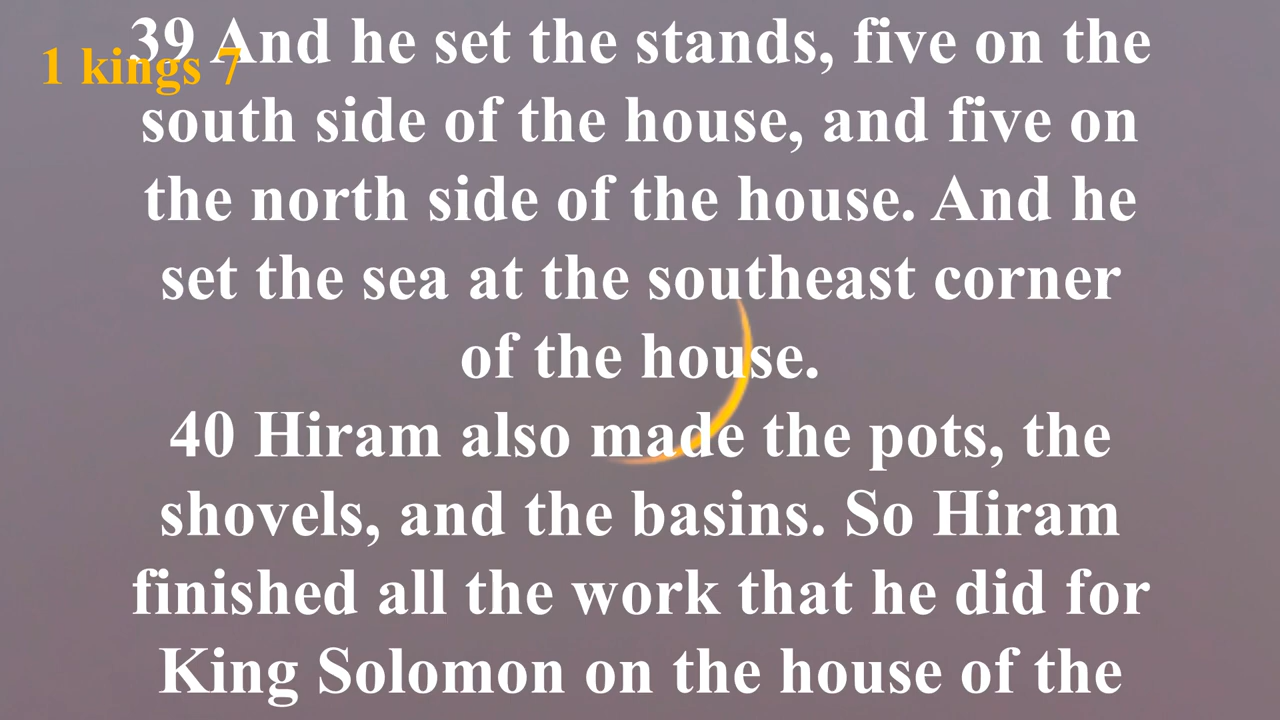 1 kings 7
39 And he set the stands, five on the
south side of the house, and five on
the north side of the house. And he
set the sea at the southeast corner
of the house.
40 Hiram also made the pots, the
shovels, and the basins. So Hiram
finished all the work that he did for
King Solomon on the house of the